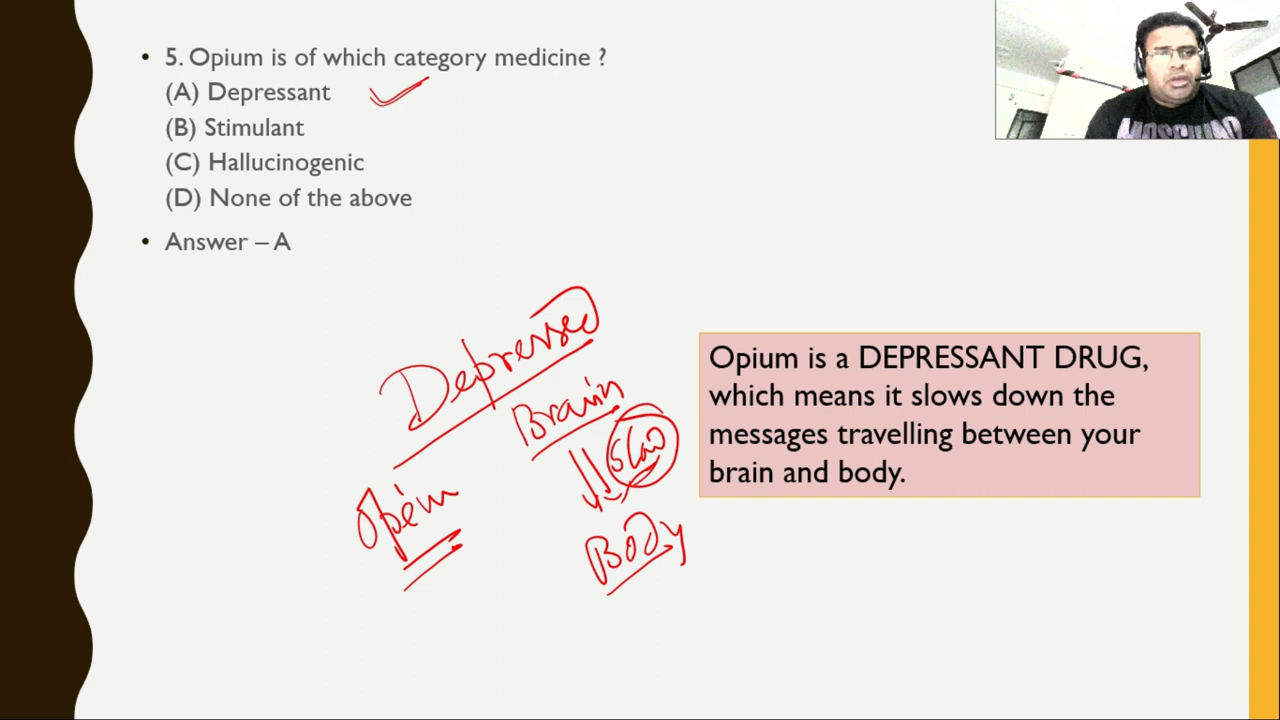 • 5. Opium is of which category medicine ?
(A) Depressant
(B) Stimulant
(C) Hallucinogenic
(D) None of the above
• Answer – A
Depressed
Brain
Slow
Opium
Body
Opium is a DEPRESSANT DRUG,
which means it slows down the
messages travelling between your
brain and body.
MOSCHINO